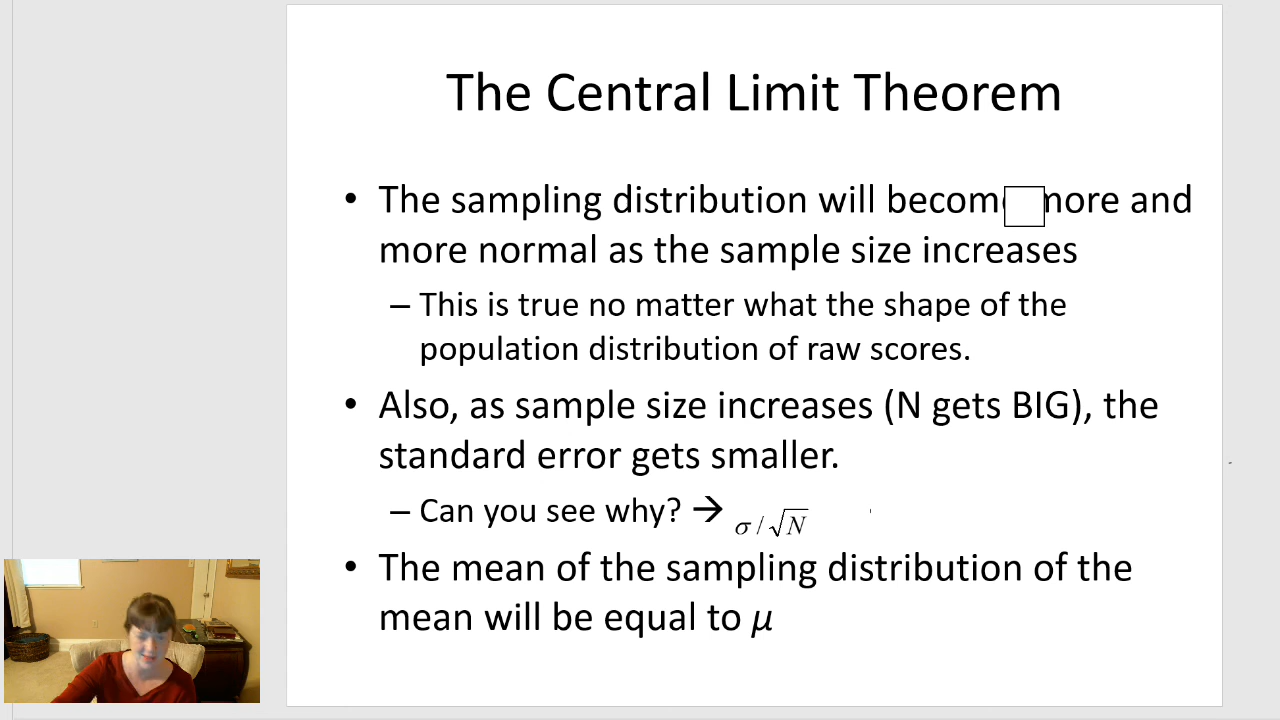 The Central Limit Theorem
• The sampling distribution will become more and
more normal as the sample size increases
– This is true no matter what the shape of the
population distribution of raw scores.
• Also, as sample size increases (N gets BIG), the
standard error gets smaller.
– Can you see why? → σ/√N
• The mean of the sampling distribution of the
mean will be equal to μ